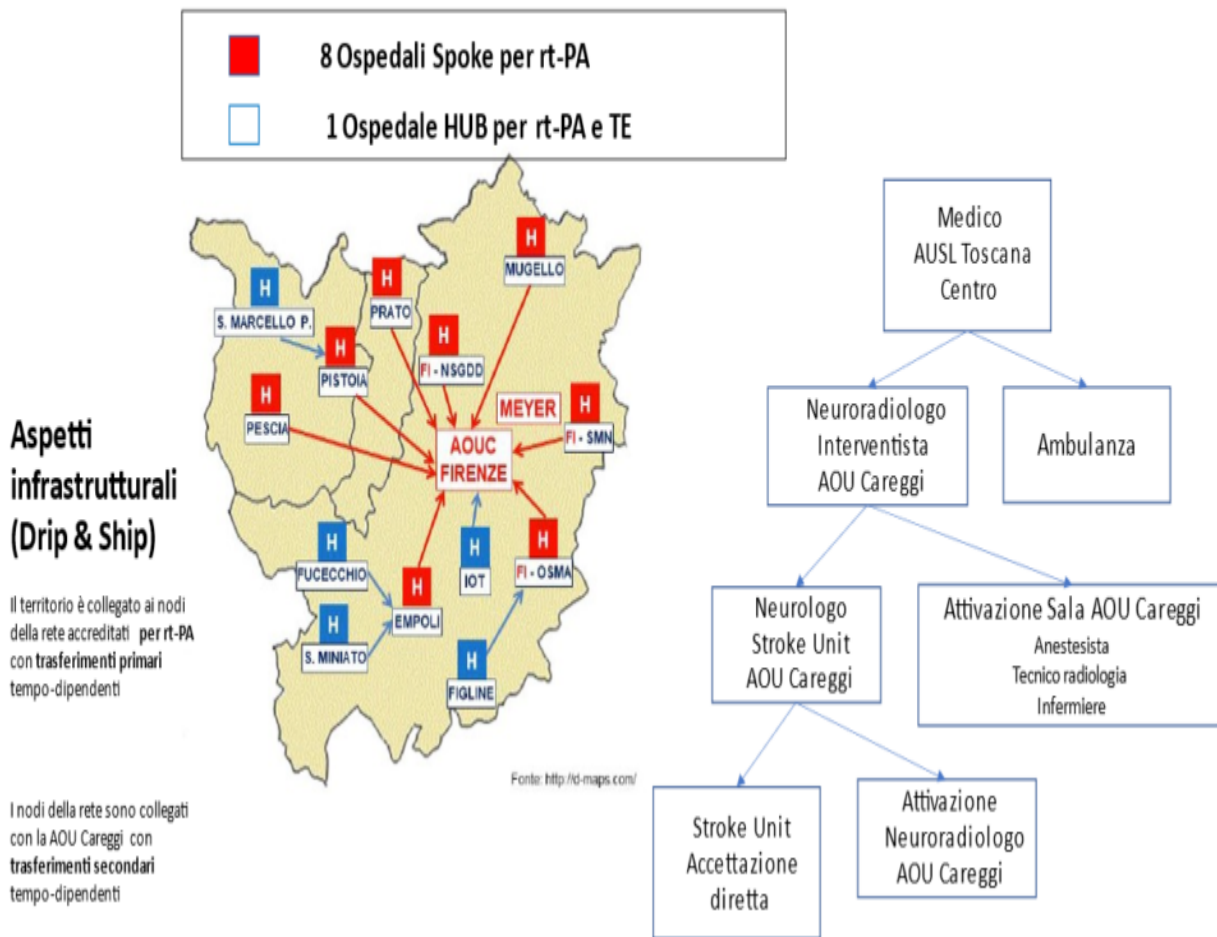 8 Ospedali Spoke per rt-PA
1 Ospedale HUB per rt-PA e TE
Aspetti
infrastrutturali
(Drip & Ship)
Il territorio è collegato ai nodi
della rete accreditati per rt-PA
con trasferimenti primari
tempo-dipendenti
I nodi della rete sono collegati
con la AOU Careggi con
trasferimenti secondari
tempo-dipendenti
H
MUGELLO
H
S. MARCELLO P.
H
PRATO
H
PISTOIA
H
FI - NSGDD
H
PESCIA
MEYER
H
FI - SMN
AOUC
FIRENZE
H
FUCECCHIO
H
IOT
H
FI - OSMA
H
EMPOLI
H
S. MINIATO
H
FIGLINE
Fonte: http://d-maps.com/
Medico
AUSL Toscana
Centro
Neuroradiologo
Interventista
AOU Careggi
Ambulanza
Neurologo
Stroke Unit
AOU Careggi
Attivazione Sala AOU Careggi
Anestesista
Tecnico radiologia
Infermiere
Stroke Unit
Accettazione
diretta
Attivazione
Neuroradiologo
AOU Careggi